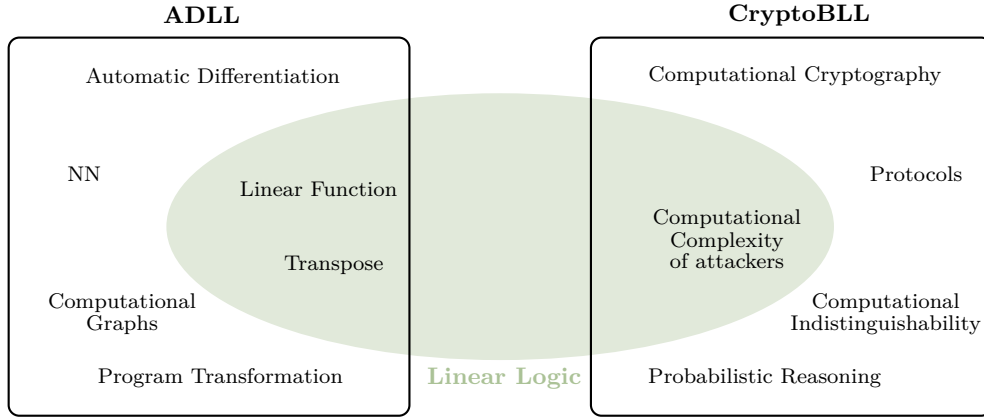 ADLL
Automatic Differentiation
NN
Linear Function
Transpose
Computational
Graphs
Program Transformation
Linear Logic
CryptoBLL
Computational Cryptography
Protocols
Computational
Complexity
of attackers
Computational
Indistinguishability
Probabilistic Reasoning